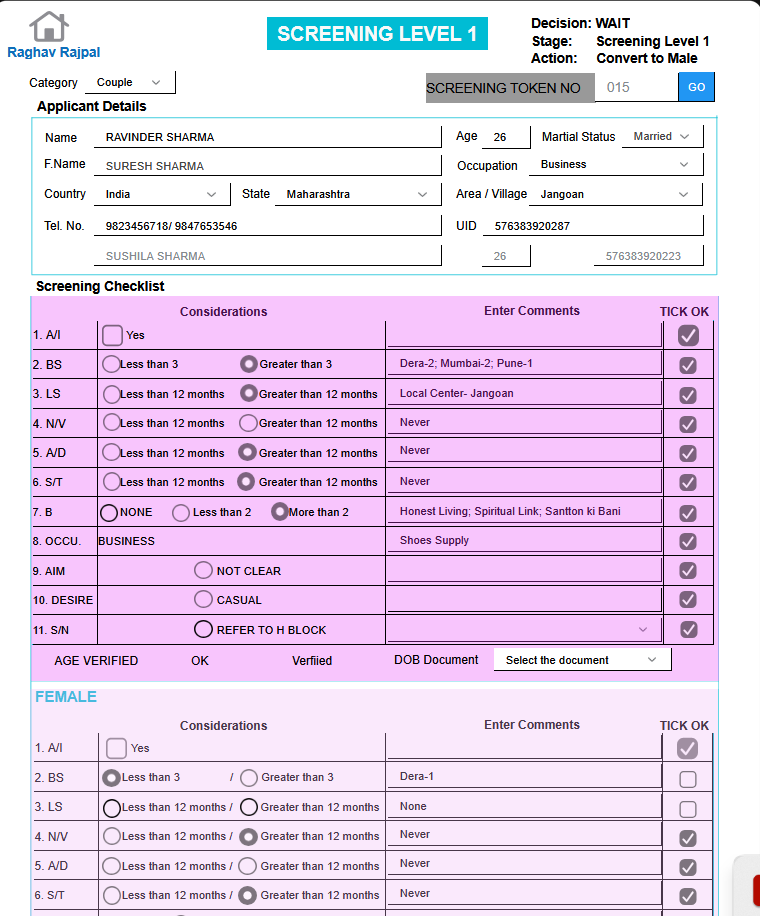 Raghav Rajpal
SCREENING LEVEL 1
Decision: WAIT
Stage: Screening Level 1
Action: Convert to Male
Category Couple
SCREENING TOKEN NO 015 GO
Applicant Details
Name RAVINDER SHARMA Age 26 Martial Status Married
F.Name SURESH SHARMA Occupation Business
Country India State Maharashtra Area / Village Jangoan
Tel. No. 9823456718/ 9847653546 UID 576383920287
SUSHILA SHARMA 26 576383920223
Screening Checklist
Considerations Enter Comments TICK OK
1. A/I Yes
2. BS Less than 3 Greater than 3 Dera-2; Mumbai-2; Pune-1
3. LS Less than 12 months Greater than 12 months Local Center- Jangoan
4. N/V Less than 12 months Greater than 12 months Never
5. A/D Less than 12 months Greater than 12 months Never
6. S/T Less than 12 months Greater than 12 months Never
7. B NONE Less than 2 More than 2 Honest Living; Spiritual Link; Santton ki Bani
8. OCCU. BUSINESS Shoes Supply
9. AIM NOT CLEAR
10. DESIRE CASUAL
11. S/N REFER TO H BLOCK
AGE VERIFIED OK Verfiied DOB Document Select the document
FEMALE
Considerations Enter Comments TICK OK
1. A/I Yes
2. BS Less than 3 / Greater than 3 Dera-1
3. LS Less than 12 months / Greater than 12 months None
4. N/V Less than 12 months / Greater than 12 months Never
5. A/D Less than 12 months / Greater than 12 months Never
6. S/T Less than 12 months / Greater than 12 months Never